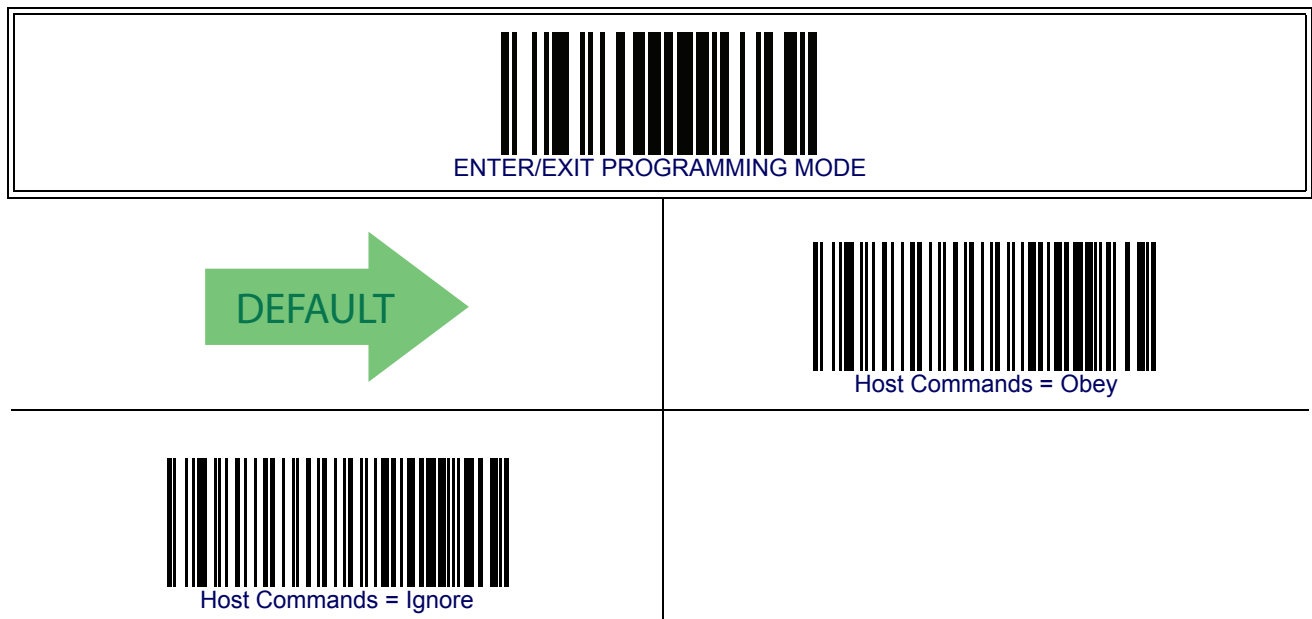 ENTER/EXIT PROGRAMMING MODE
DEFAULT
Host Commands = Obey
Host Commands = Ignore